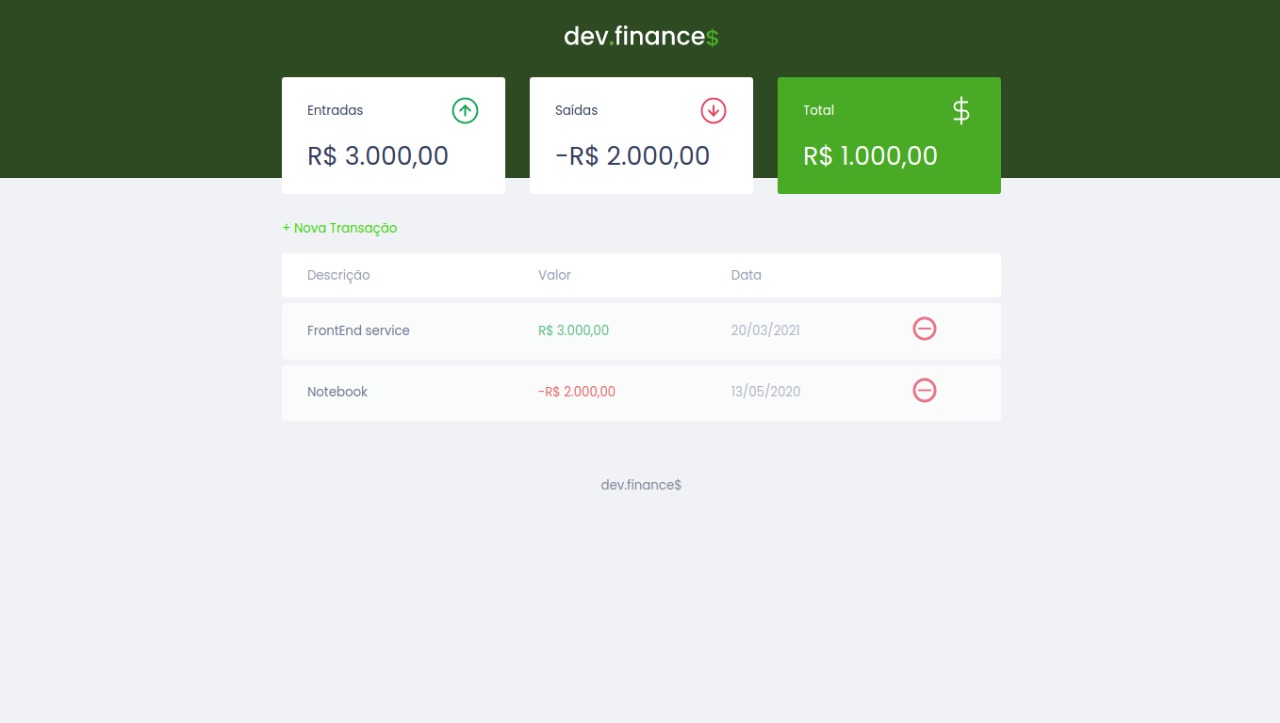 dev.finance$
Entradas
R$ 3.000,00
Saídas
-R$ 2.000,00
Total
$
R$ 1.000,00
+ Nova Transação
Descrição Valor Data
FrontEnd service R$ 3.000,00 20/03/2021
Notebook -R$ 2.000,00 13/05/2020
dev.finance$